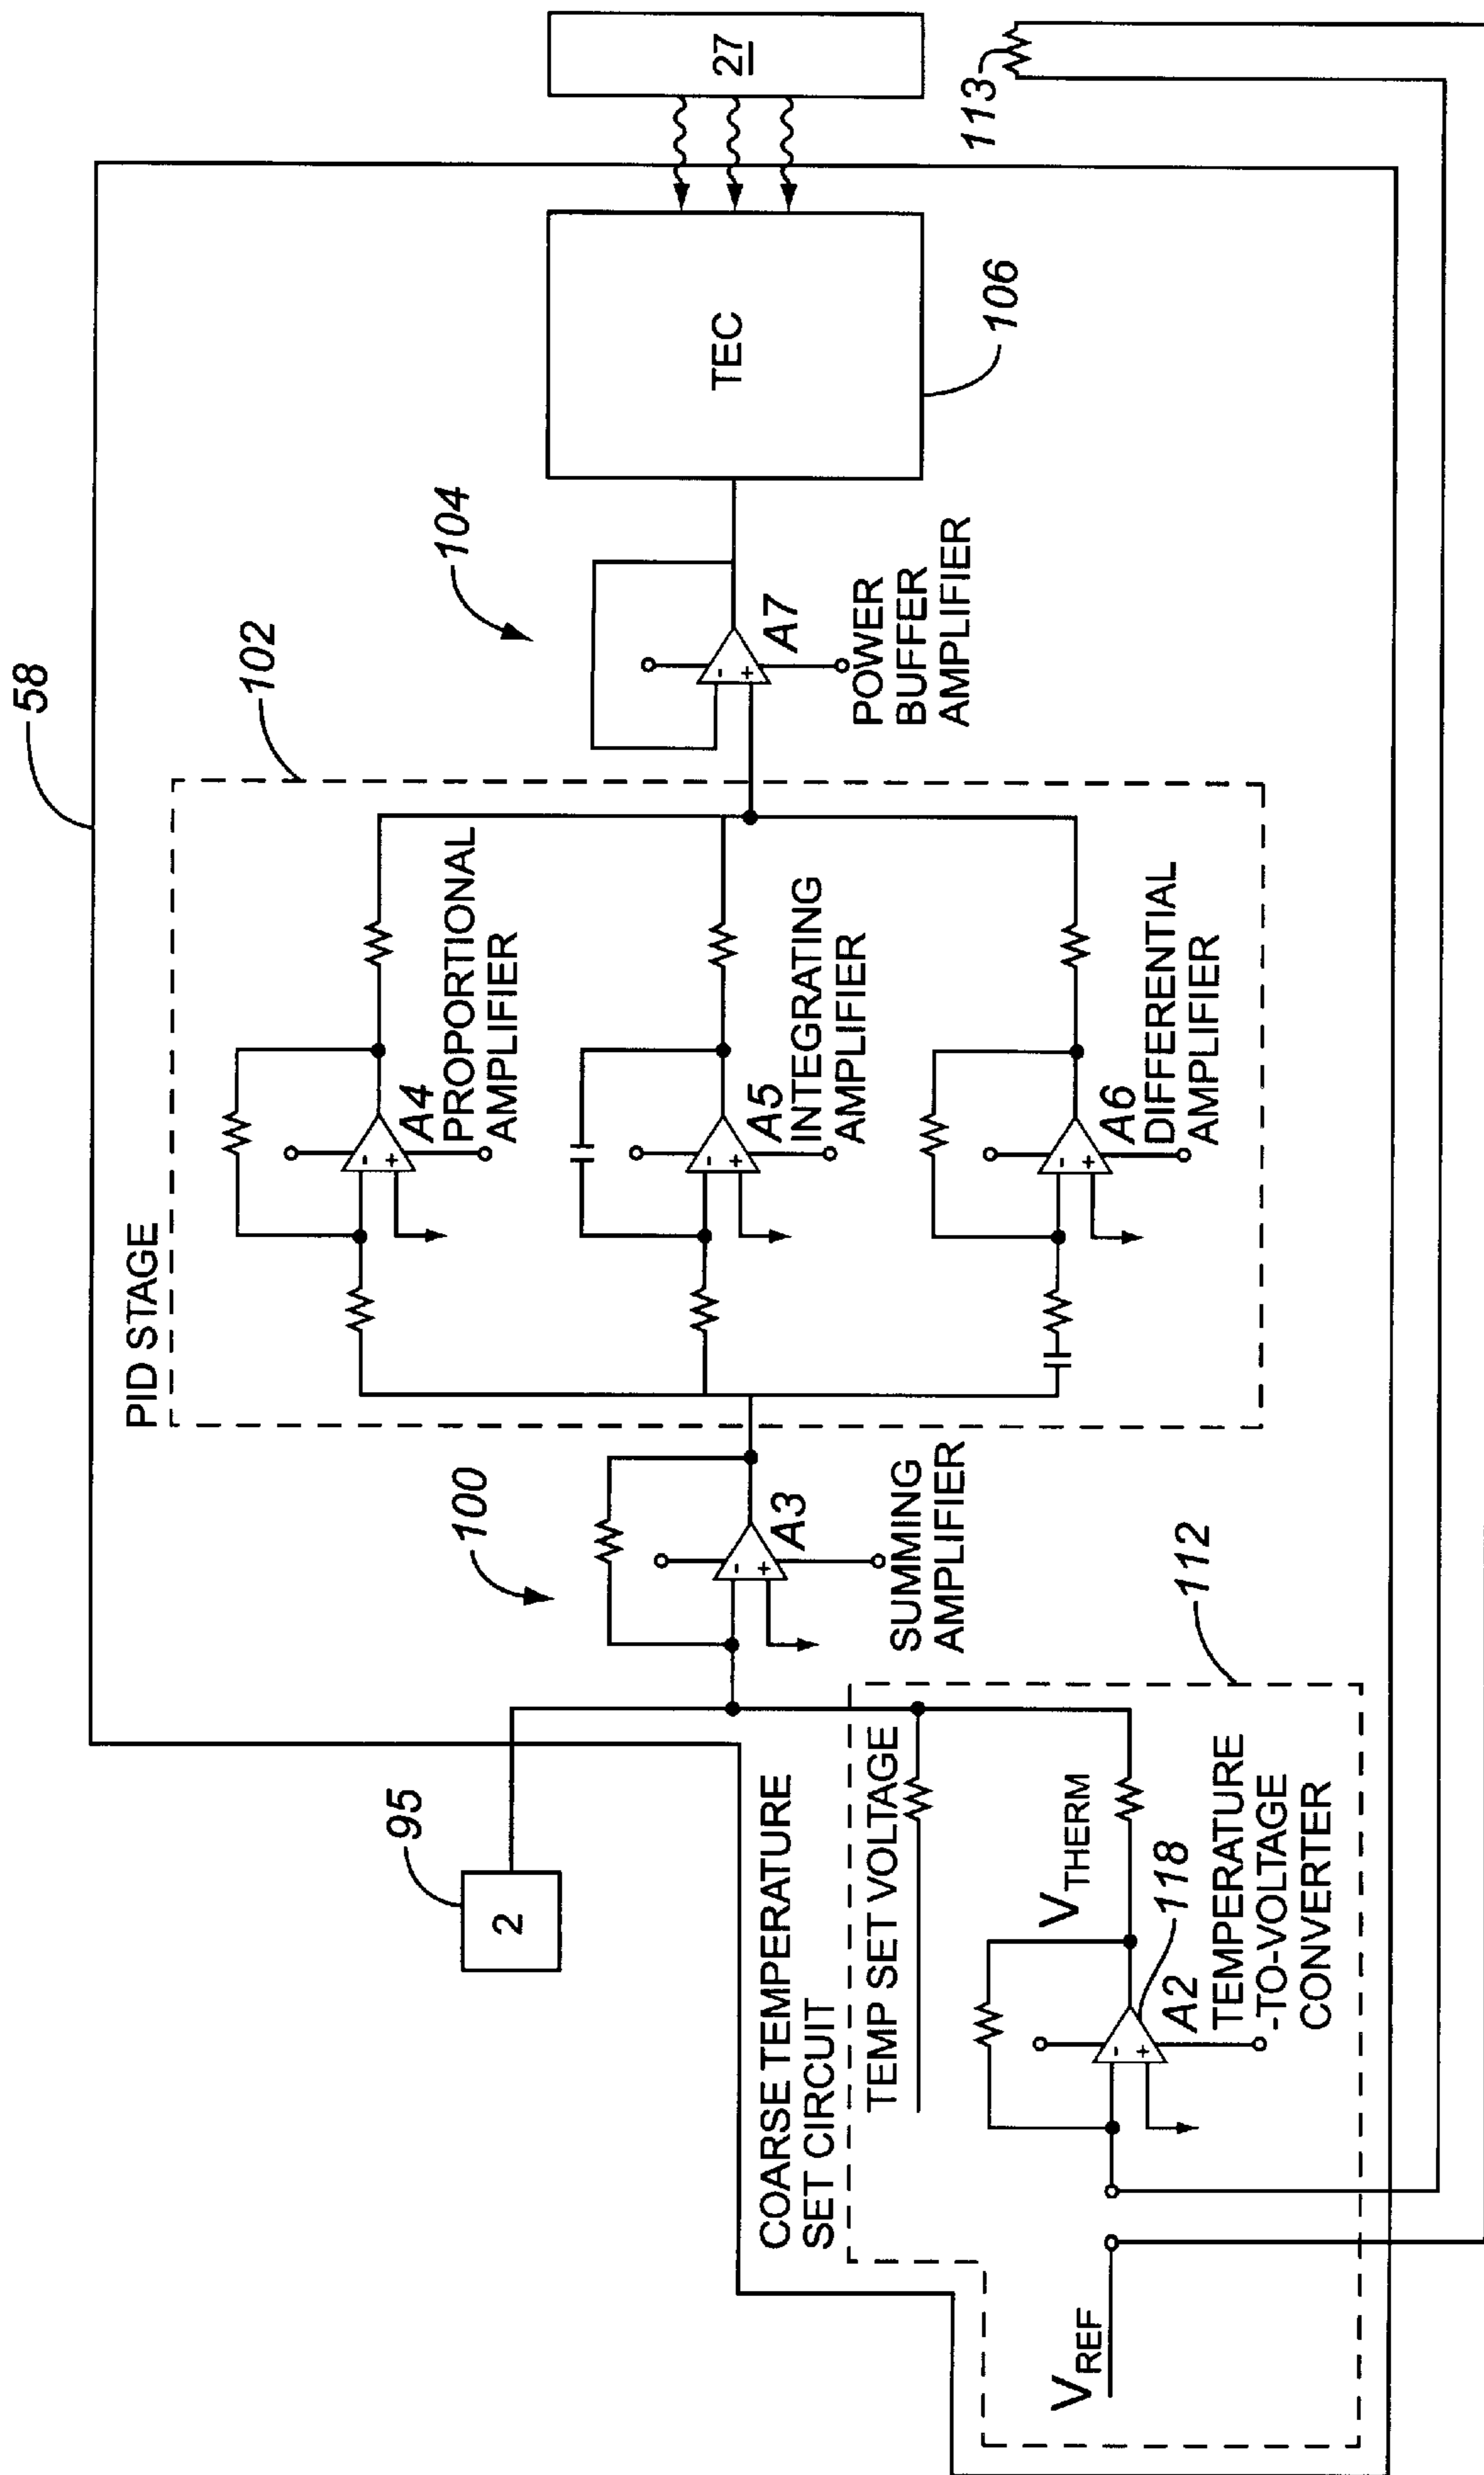 58
PID STAGE
102
104
100
95
2
COARSE TEMPERATURE
SET CIRCUIT
TEMP SET VOLTAGE
V THERM
118
A2
TEMPERATURE
-TO-VOLTAGE
CONVERTER
V REF
112
A3
SUMMING
AMPLIFIER
A4
PROPORTIONAL
AMPLIFIER
A5
INTEGRATING
AMPLIFIER
A6
DIFFERENTIAL
AMPLIFIER
A7
POWER
BUFFER
AMPLIFIER
TEC
106
27
113